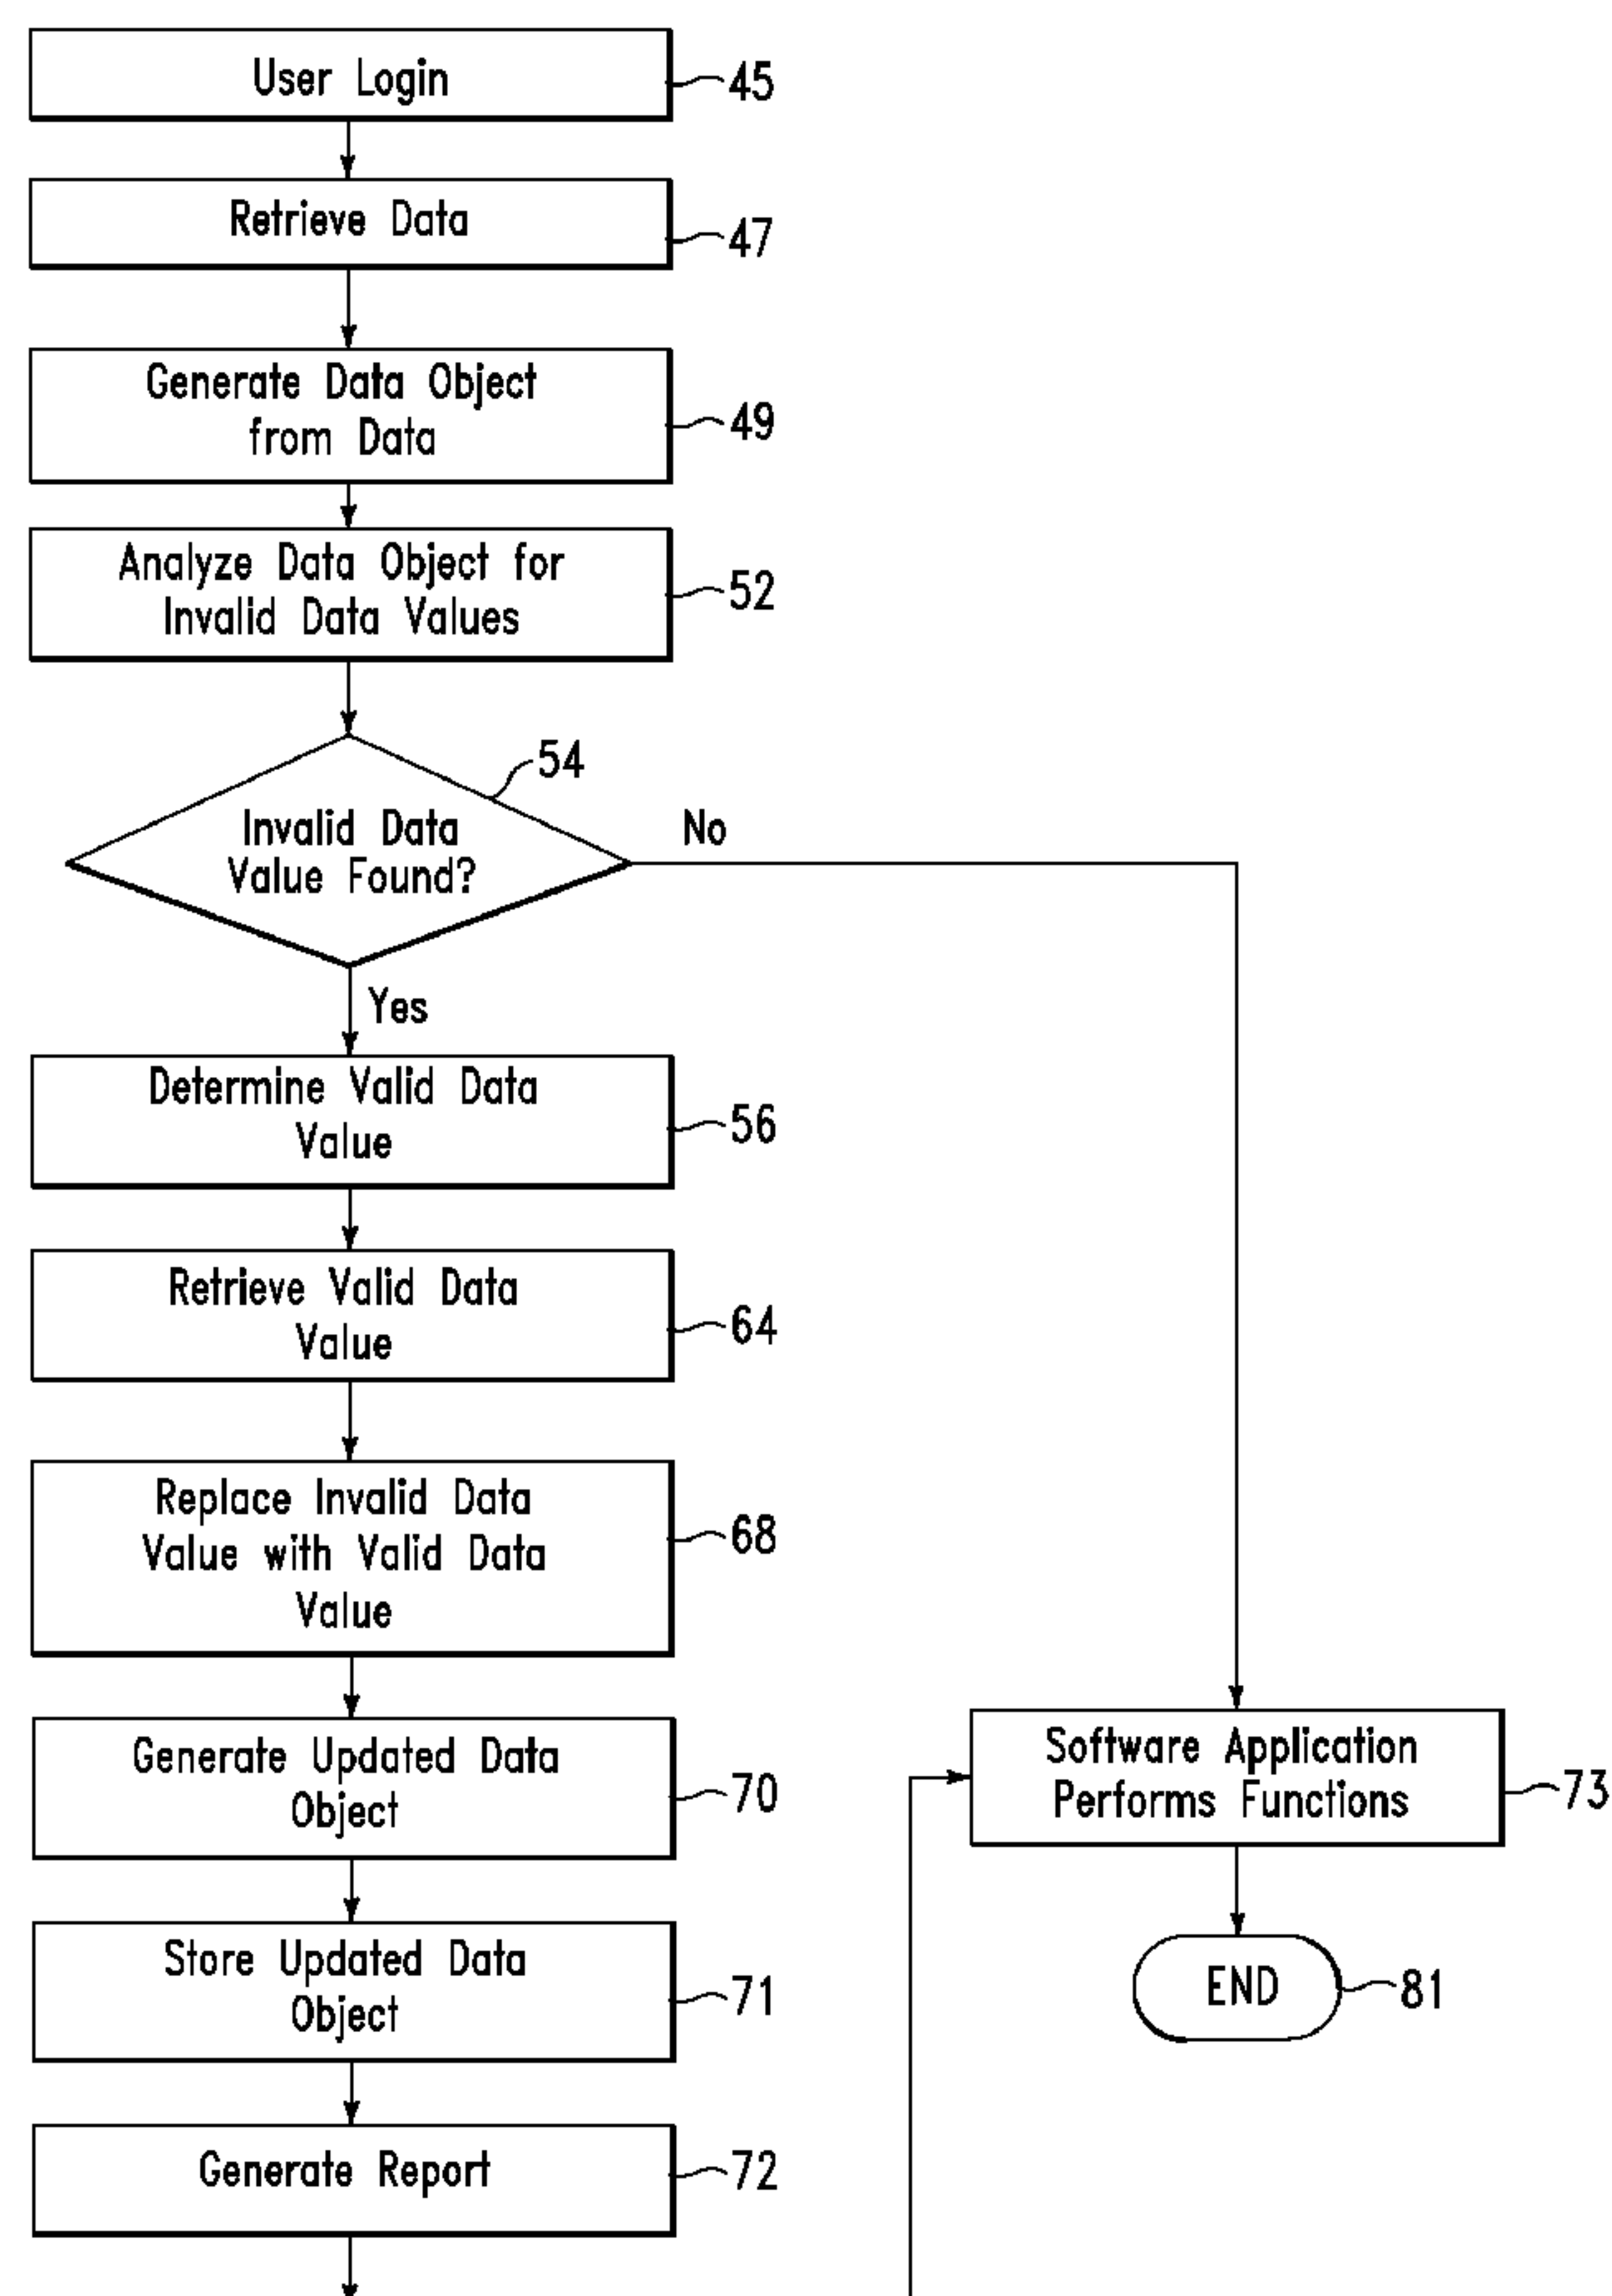 User Login
45
Retrieve Data
47
Generate Data Object
from Data
49
Analyze Data Object for
Invalid Data Values
52
54
Invalid Data
Value Found?
No
Yes
Determine Valid Data
Value
56
Retrieve Valid Data
Value
64
Replace Invalid Data
Value with Valid Data
Value
68
Generate Updated Data
Object
70
Store Updated Data
Object
71
Generate Report
72
Software Application
Performs Functions
73
END
81